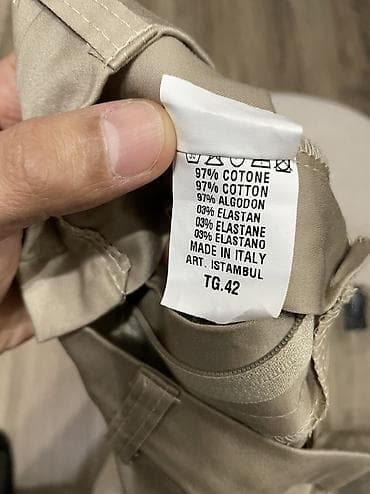 97% COTONE
97% COTTON
97% ALGODON
03% ELASTAN
03% ELASTANE
03% ELASTANO
MADE IN ITALY
ART. ISTAMBUL
TG.42